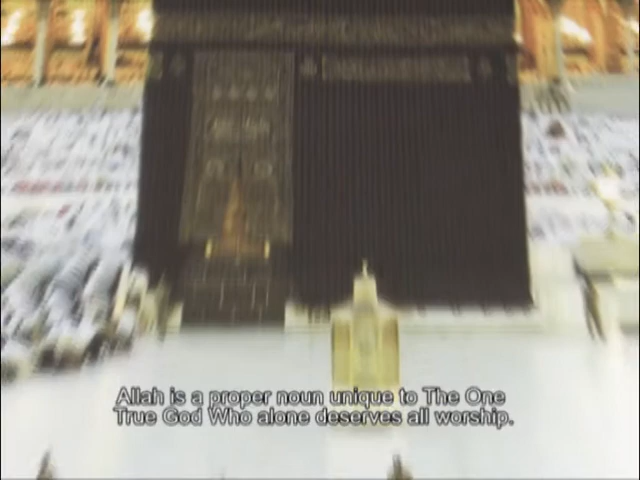 Allah is a proper noun unique to The One
True God Who alone deserves all worship.